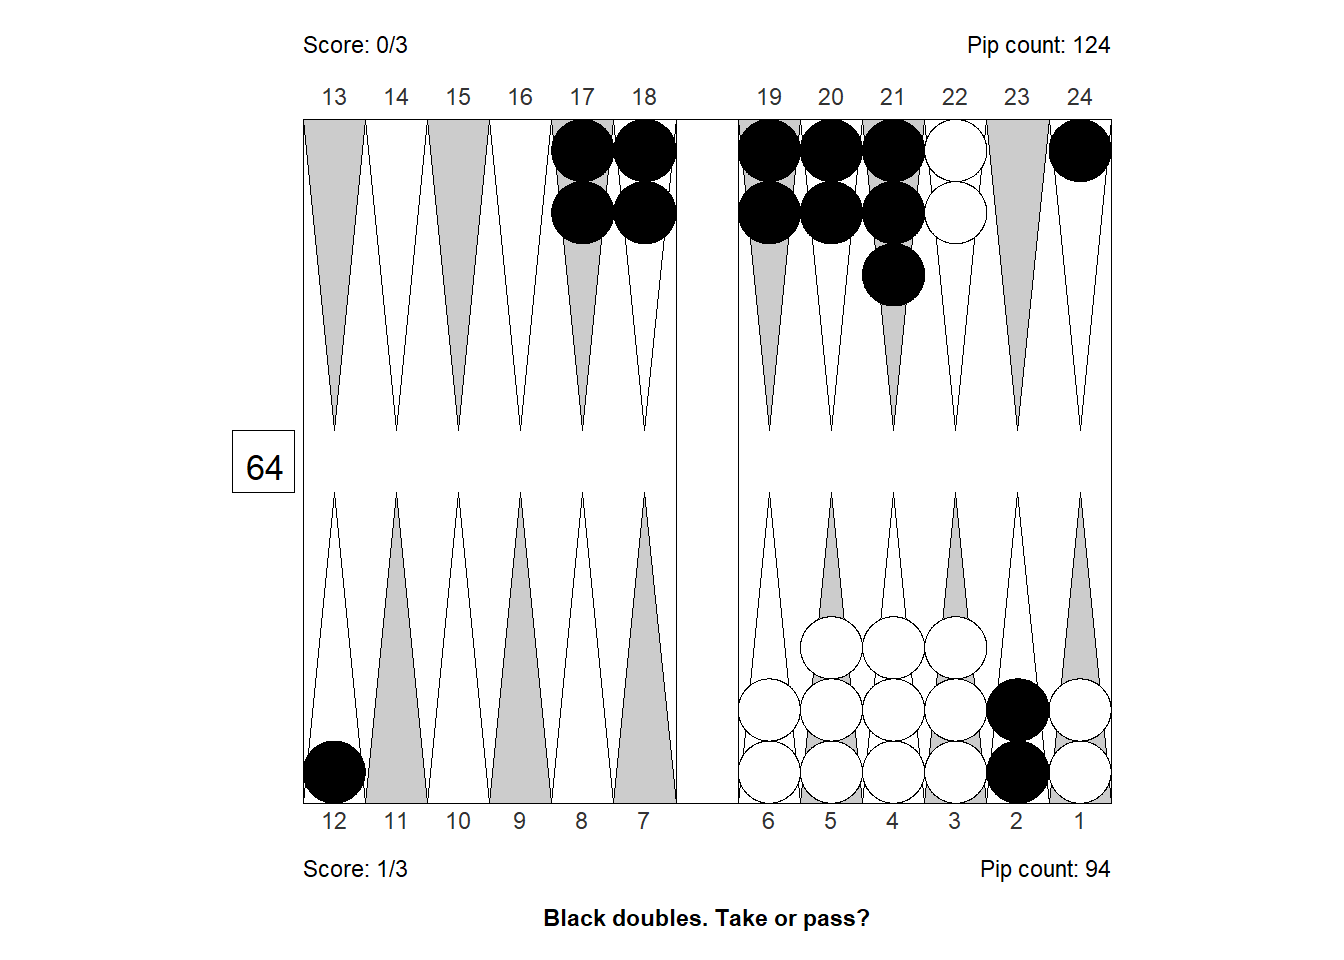 Score: 0/3 Pip count: 124
13 14 15 16 17 18 19 20 21 22 23 24
64
12 11 10 9 8 7 6 5 4 3 2 1
Score: 1/3 Pip count: 94
Black doubles. Take or pass?